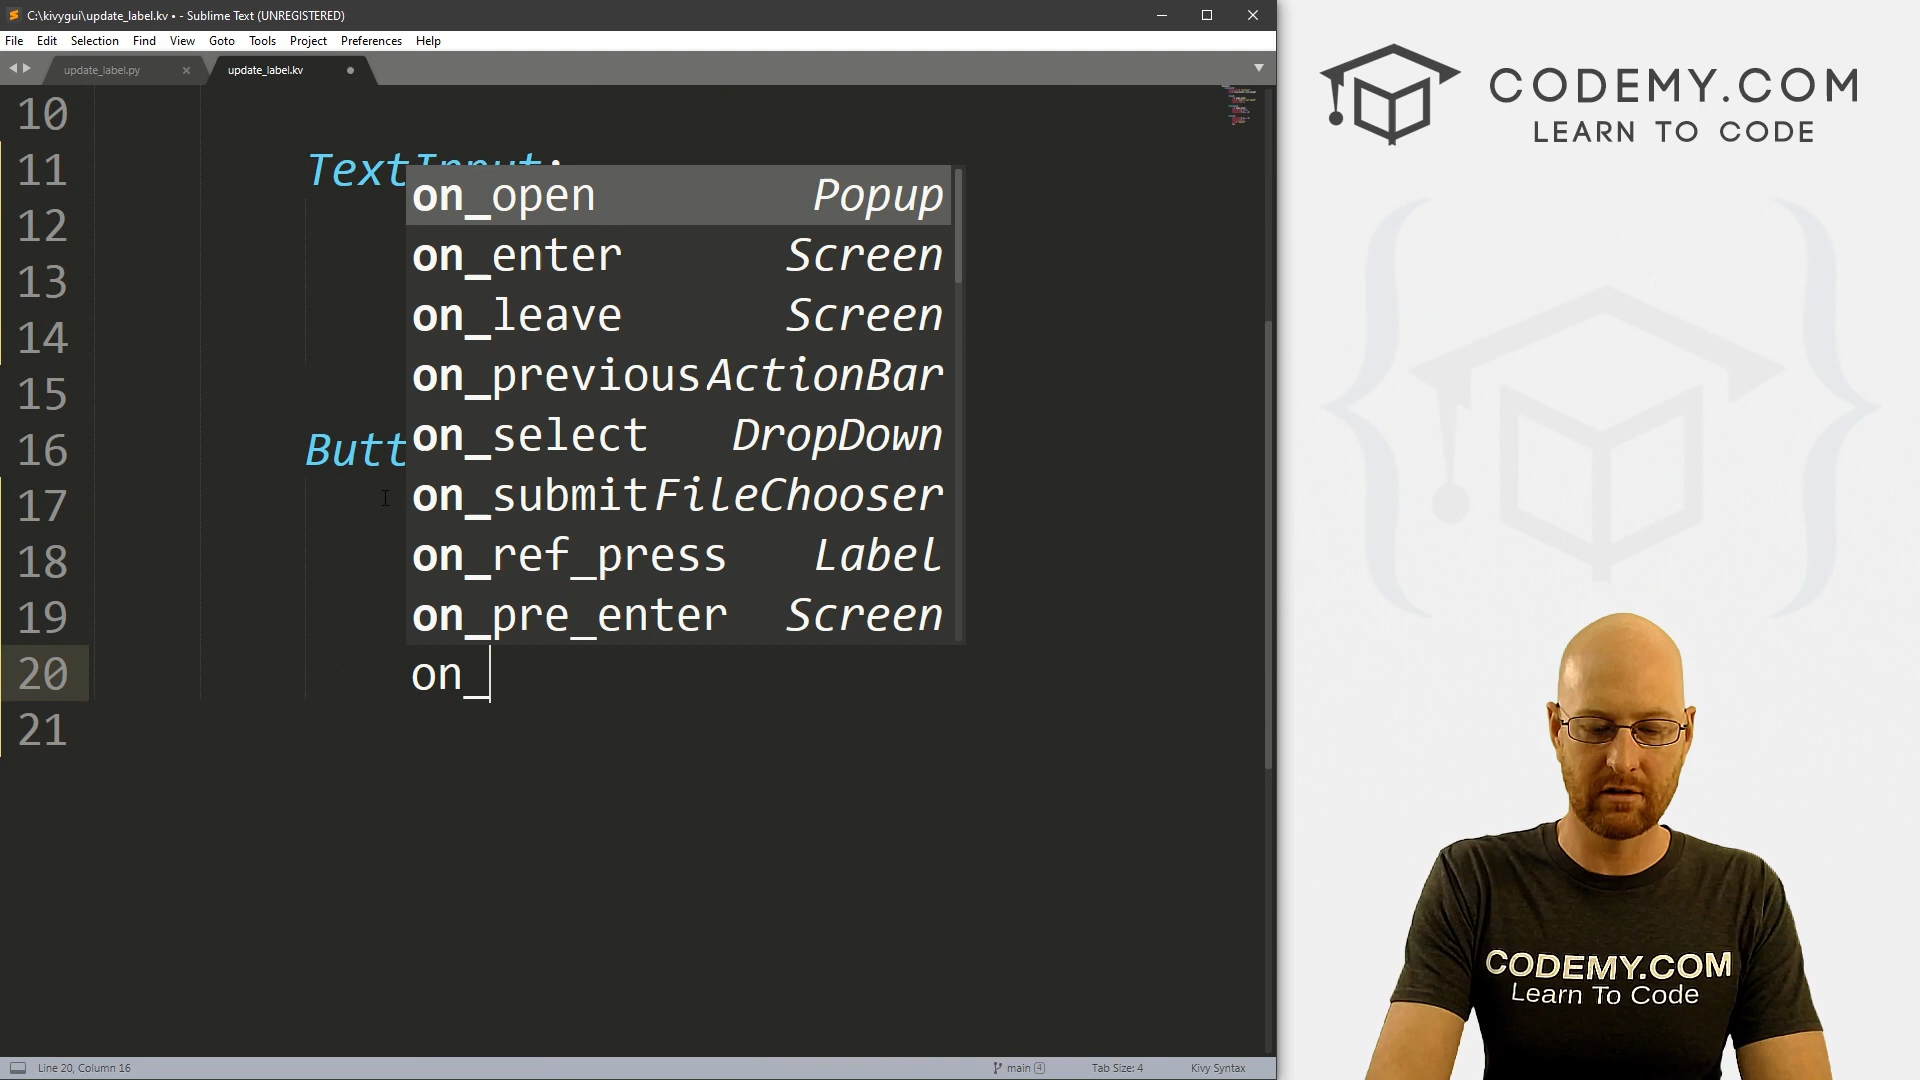 C:\kivygui\update_label.kv • - Sublime Text (UNREGISTERED)
File Edit Selection Find View Goto Tools Project Preferences Help
update_label.py
update_label.kv
10
11 TextInput:
12
13
14
15
16 Butt
17
18
19
20 on_
21
on_open Popup
on_enter Screen
on_leave Screen
on_previous ActionBar
on_select DropDown
on_submit FileChooser
on_ref_press Label
on_pre_enter Screen
Line 20, Column 16
main 4
Tab Size: 4
Kivy Syntax
CODEMY.COM
LEARN TO CODE
CODEMY.COM
Learn To Code